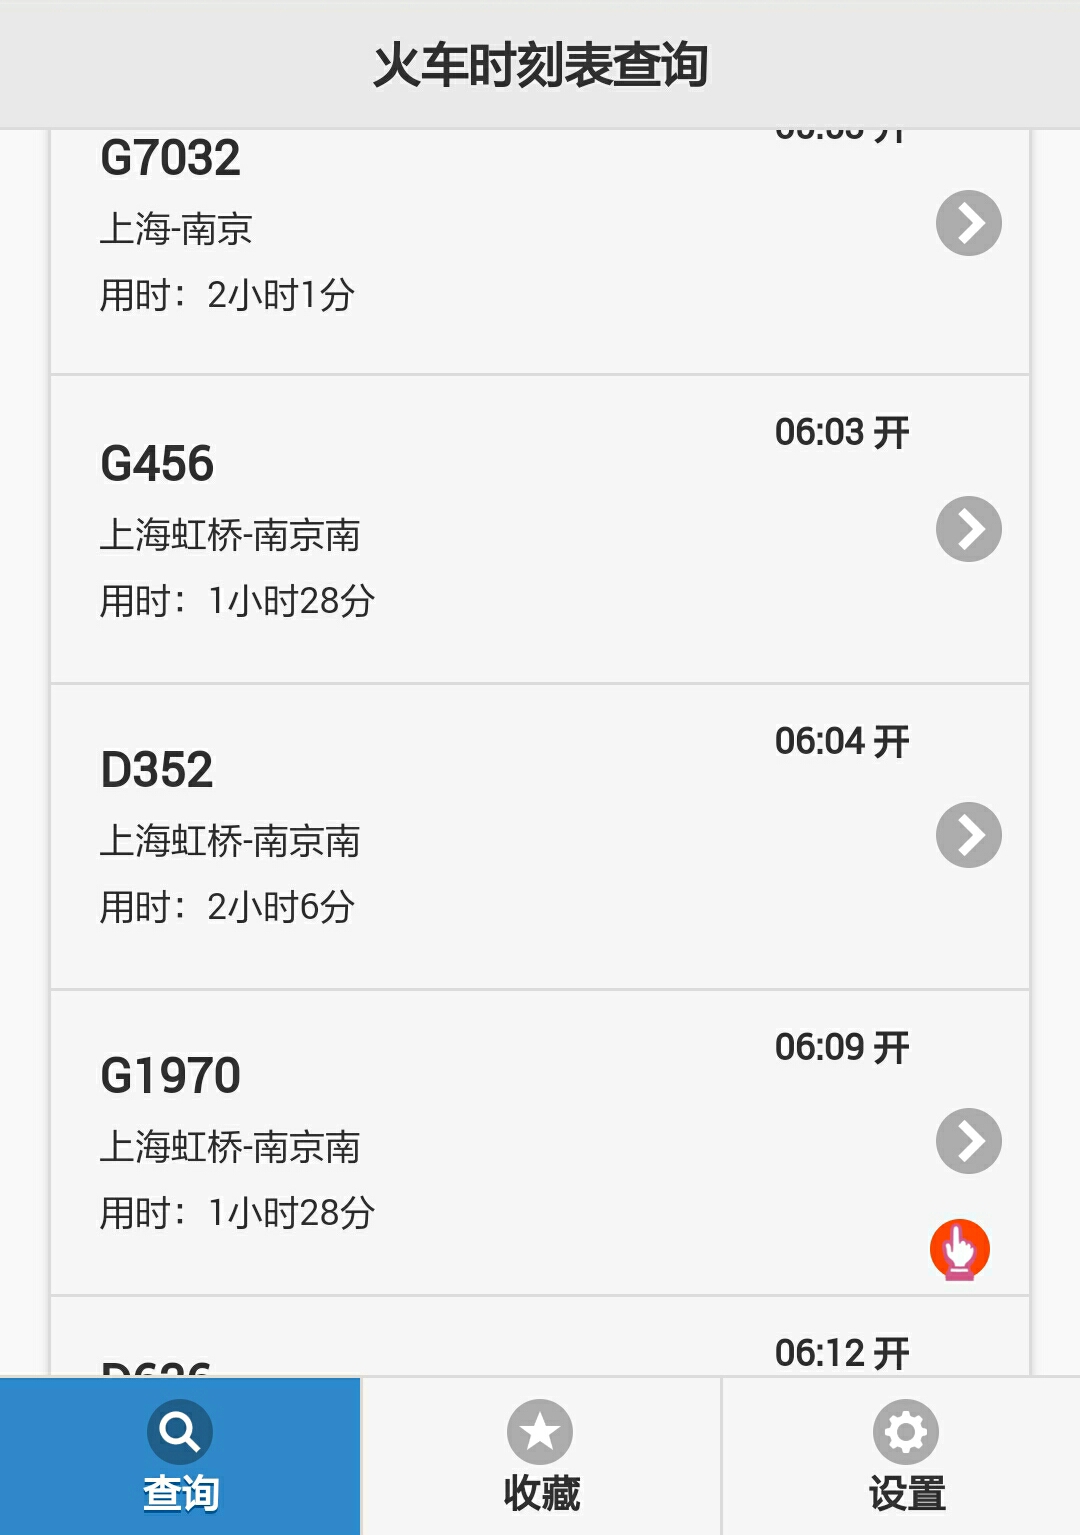 火车时刻表查询
G7032
上海-南京
用时：2小时1分
06:03 开
G456
上海虹桥-南京南
用时：1小时28分
06:04 开
D352
上海虹桥-南京南
用时：2小时6分
06:09 开
G1970
上海虹桥-南京南
用时：1小时28分
06:12 开
查询
收藏
设置